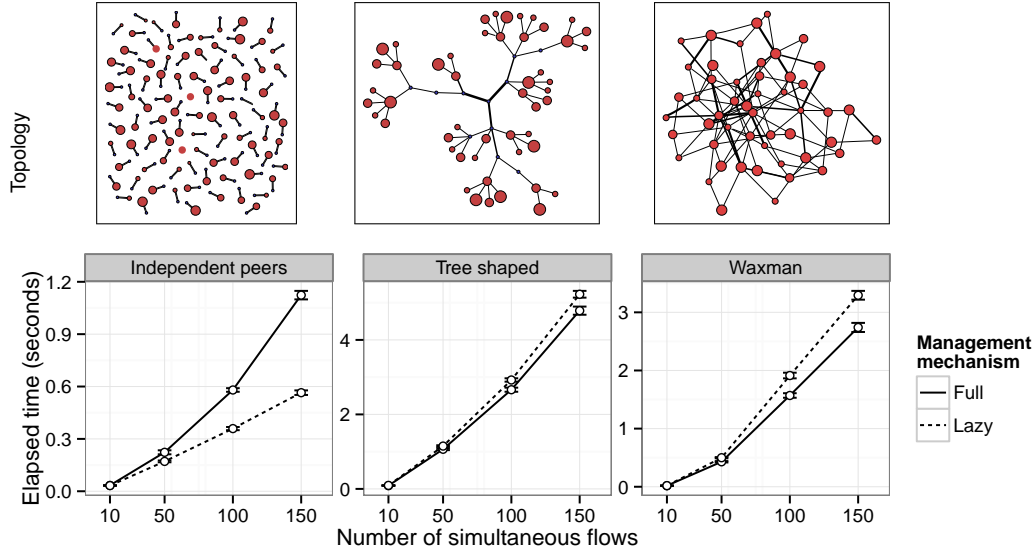 Topology
Independent peers
Tree shaped
Waxman
Elapsed time (seconds)
1.2
0.9
0.6
0.3
0.0
4
2
0
3
2
1
0
10 50 100 150
10 50 100 150
10 50 100 150
Number of simultaneous flows
Management
mechanism
Full
Lazy